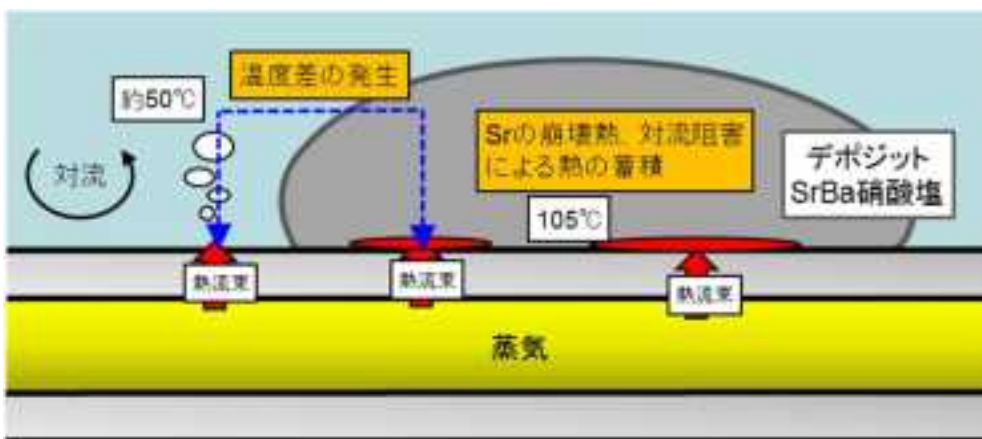 温度差の発生
約50℃
対流
Srの崩壊熱、対流阻害
による熱の蓄積
デポジット
SrBa硝酸塩
105℃
熱流束
熱流束
熱流束
蒸気